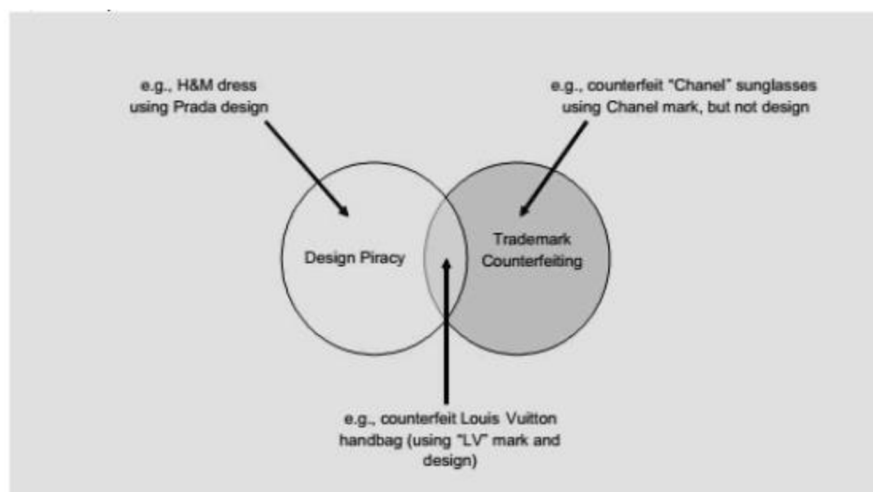 e.g., H&M dress
using Prada design
e.g., counterfeit "Chanel" sunglasses
using Chanel mark, but not design
Design Piracy
Trademark
Counterfeiting
e.g., counterfeit Louis Vuitton
handbag (using "LV" mark and
design)